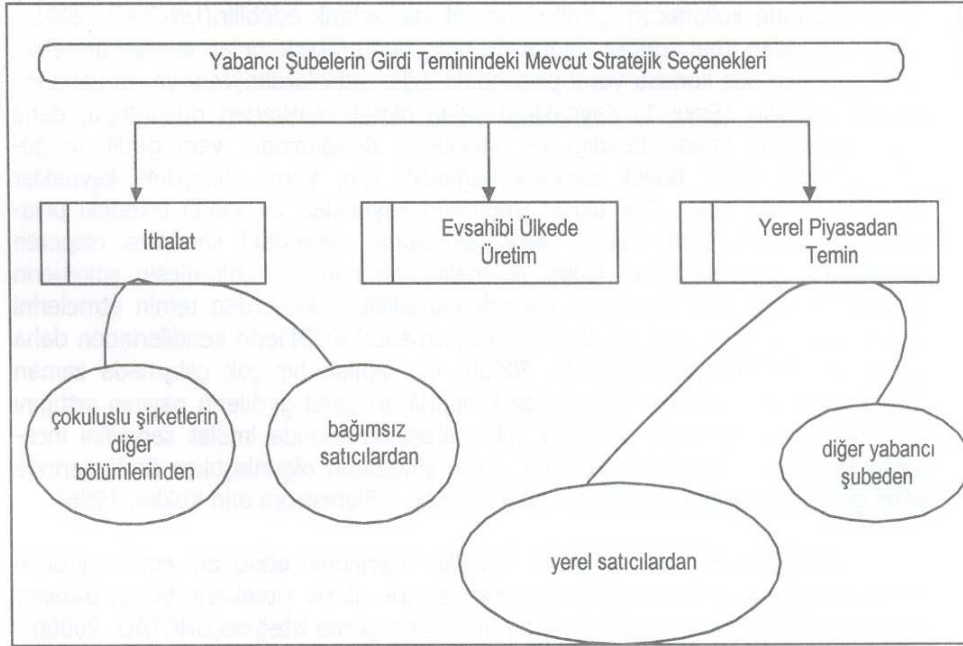 Yabancı Şubelerin Girdi Teminindeki Mevcut Stratejik Seçenekleri
İthalat
Evsahibi Ülkede
Üretim
Yerel Piyasadan
Temin
çokuluslu şirketlerin
diğer
bölümlerinden
bağımsız
satıcılardan
yerel satıcılardan
diğer yabancı
şubeden